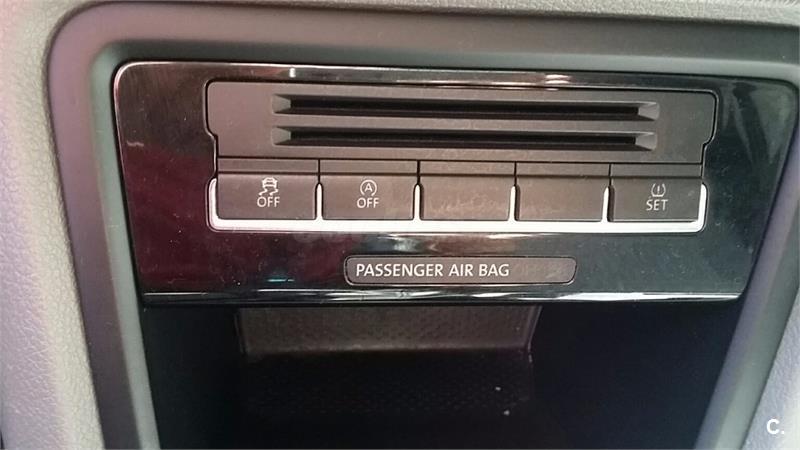 OFF
A
OFF
SET
PASSENGER AIR BAG
C.